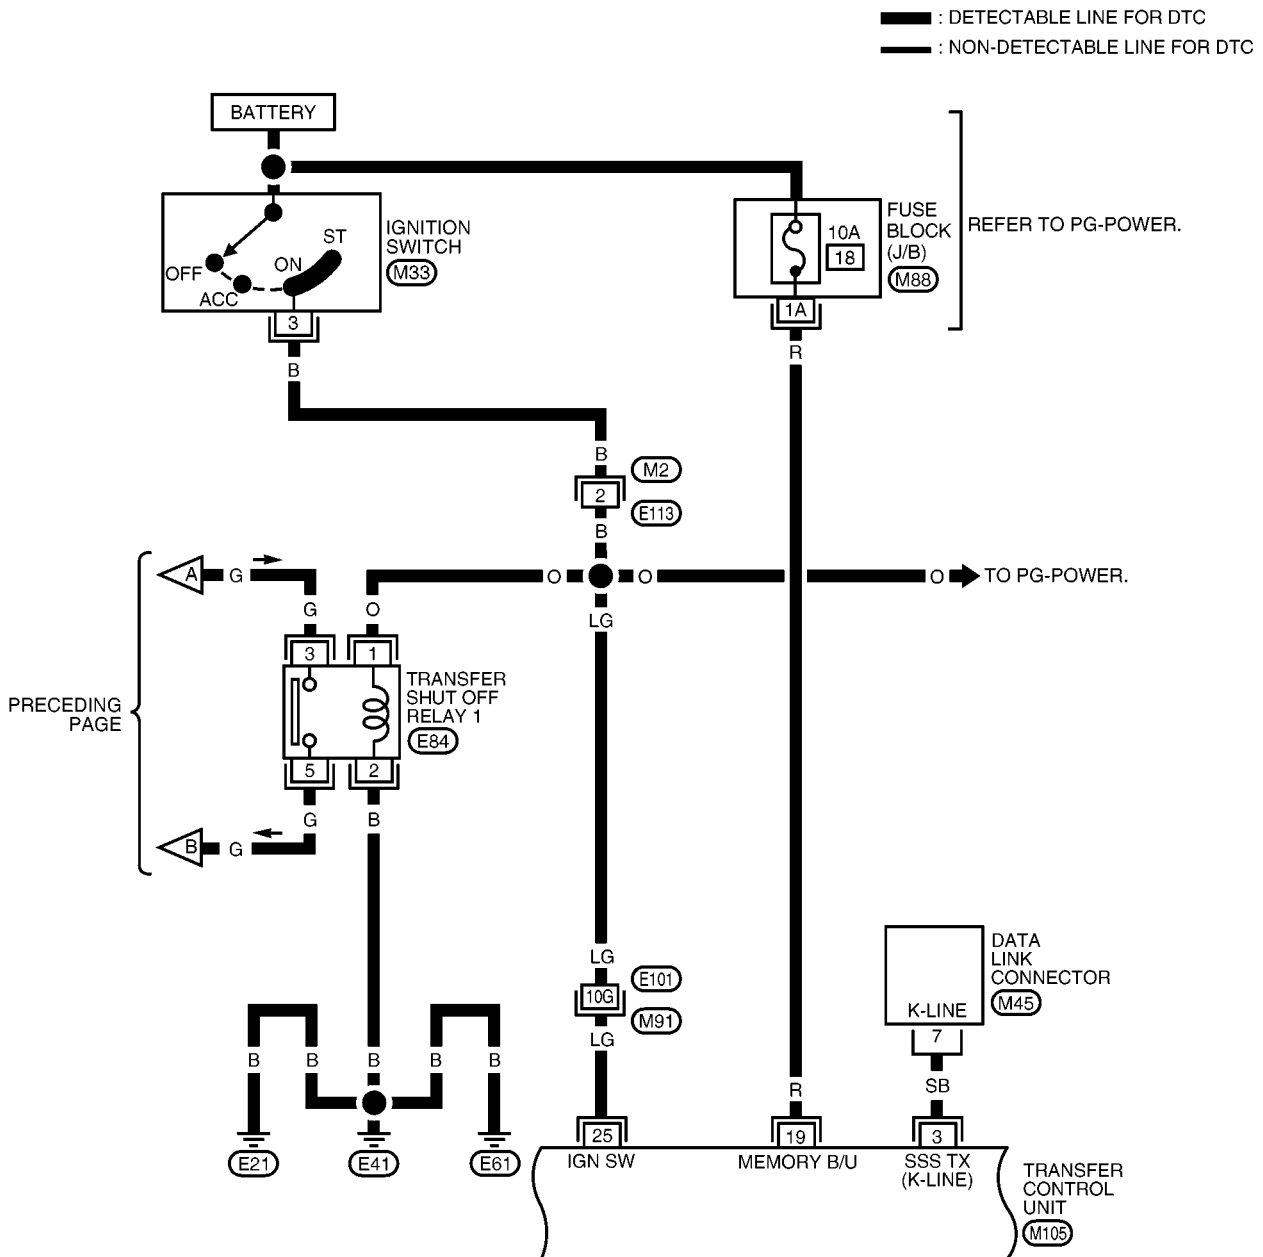 : DETECTABLE LINE FOR DTC
: NON-DETECTABLE LINE FOR DTC
BATTERY
IGNITION
SWITCH
M33
OFF
ACC
ON
ST
3
B
FUSE
BLOCK
(J/B)
M88
10A
18
1A
R
REFER TO PG-POWER.
B
M2
2
E113
B
A
G
G
O
O
O
O
TO PG-POWER.
LG
3
1
PRECEDING
PAGE
TRANSFER
SHUT OFF
RELAY 1
E84
5
2
G
B
B
G
LG
E101
10G
M91
LG
DATA
LINK
CONNECTOR
M45
K-LINE
7
SB
B
B
B
B
B
R
E21
E41
E61
25
19
3
IGN SW
MEMORY B/U
SSS TX
(K-LINE)
TRANSFER
CONTROL
UNIT
M105